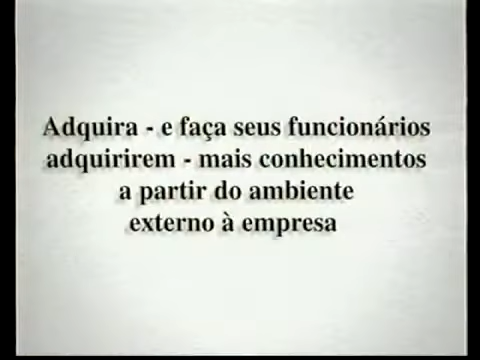 Adquira - e faça seus funcionários
adquirirem - mais conhecimentos
a partir do ambiente
externo à empresa